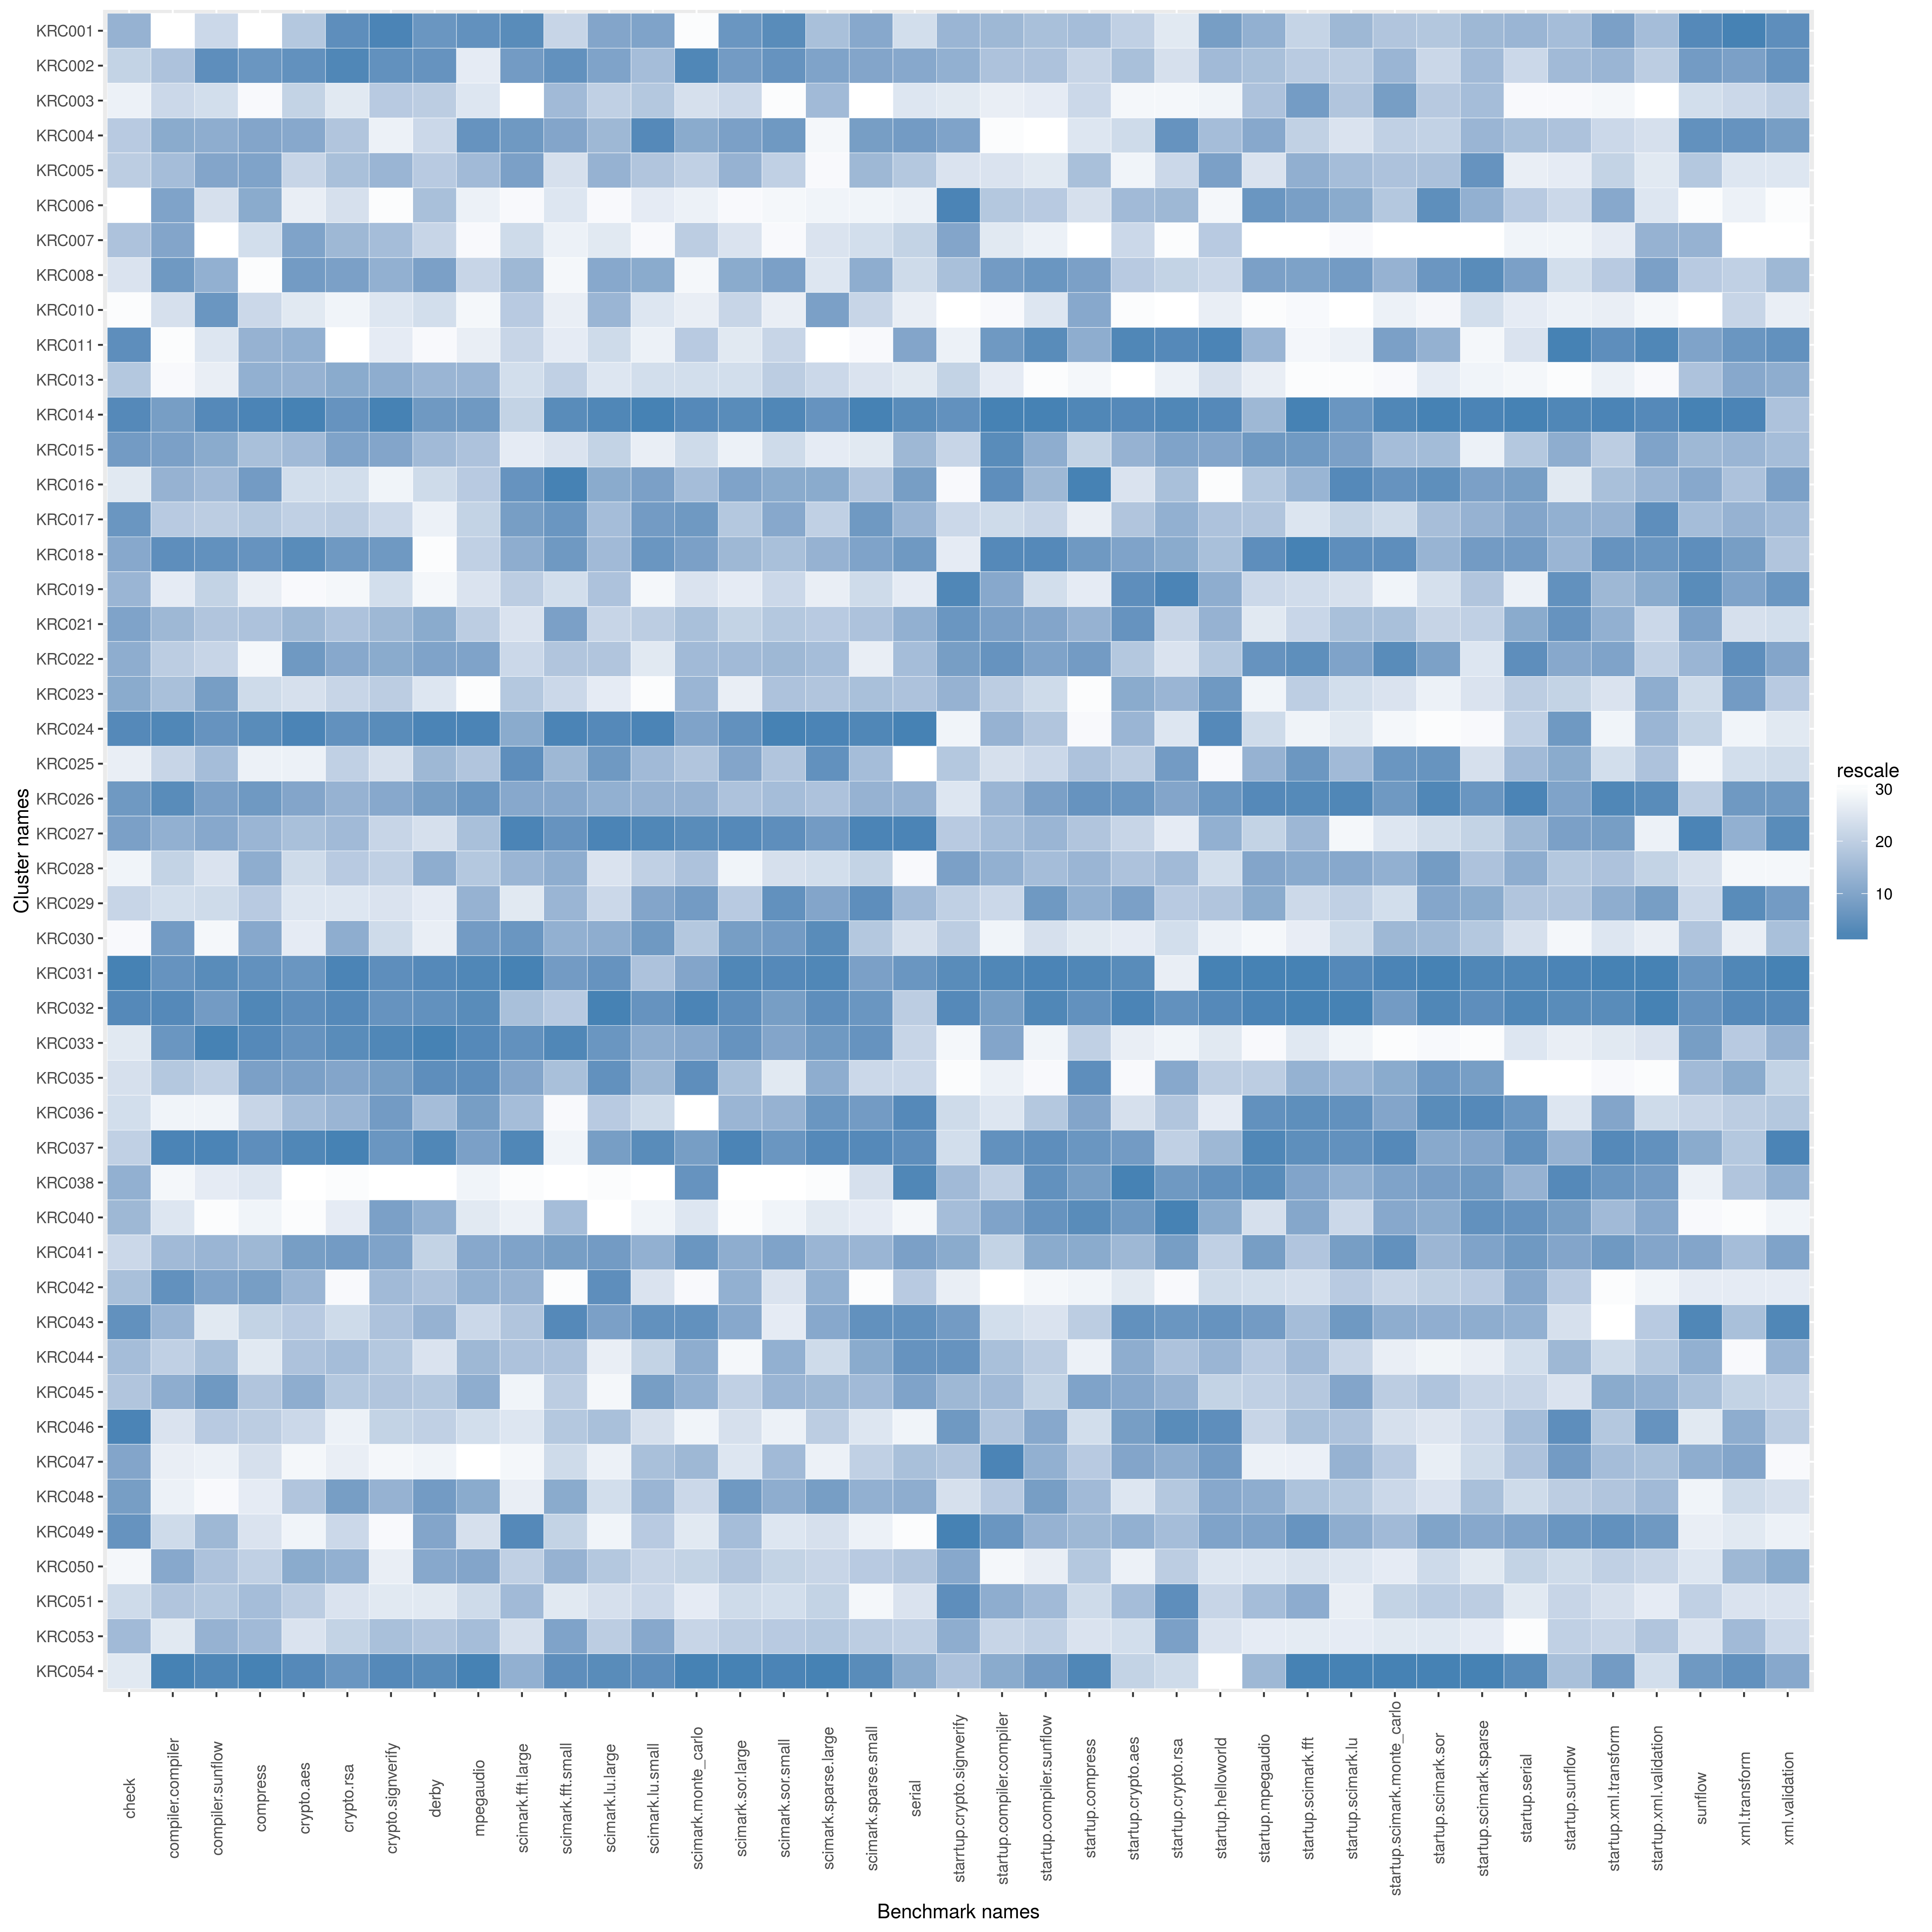 KRC001
KRC002
KRC003
KRC004
KRC005
KRC006
KRC007
KRC008
KRC010
KRC011
KRC013
KRC014
KRC015
KRC016
KRC017
KRC018
KRC019
KRC021
KRC022
KRC023
KRC024
KRC025
KRC026
KRC027
KRC028
KRC029
KRC030
KRC031
KRC032
KRC033
KRC035
KRC036
KRC037
KRC038
KRC040
KRC041
KRC042
KRC043
KRC044
KRC045
KRC046
KRC047
KRC048
KRC049
KRC050
KRC051
KRC053
KRC054
Cluster names
rescale
30
20
10
check
compiler.compiler
compiler.sunflow
compress
crypto.aes
crypto.rsa
crypto.signverify
derby
mpegaudio
scimark.fft.large
scimark.fft.small
scimark.lu.large
scimark.lu.small
scimark.monte_carlo
scimark.sor.large
scimark.sor.small
scimark.sparse.large
scimark.sparse.small
serial
starrtup.crypto.signverify
startup.compiler.compiler
startup.compiler.sunflow
startup.compress
startup.crypto.aes
startup.crypto.rsa
startup.helloworld
startup.mpegaudio
startup.scimark.fft
startup.scimark.lu
startup.scimark.monte_carlo
startup.scimark.sor
startup.scimark.sparse
startup.serial
startup.sunflow
startup.xml.transform
startup.xml.validation
sunflow
xml.transform
xml.validation
Benchmark names